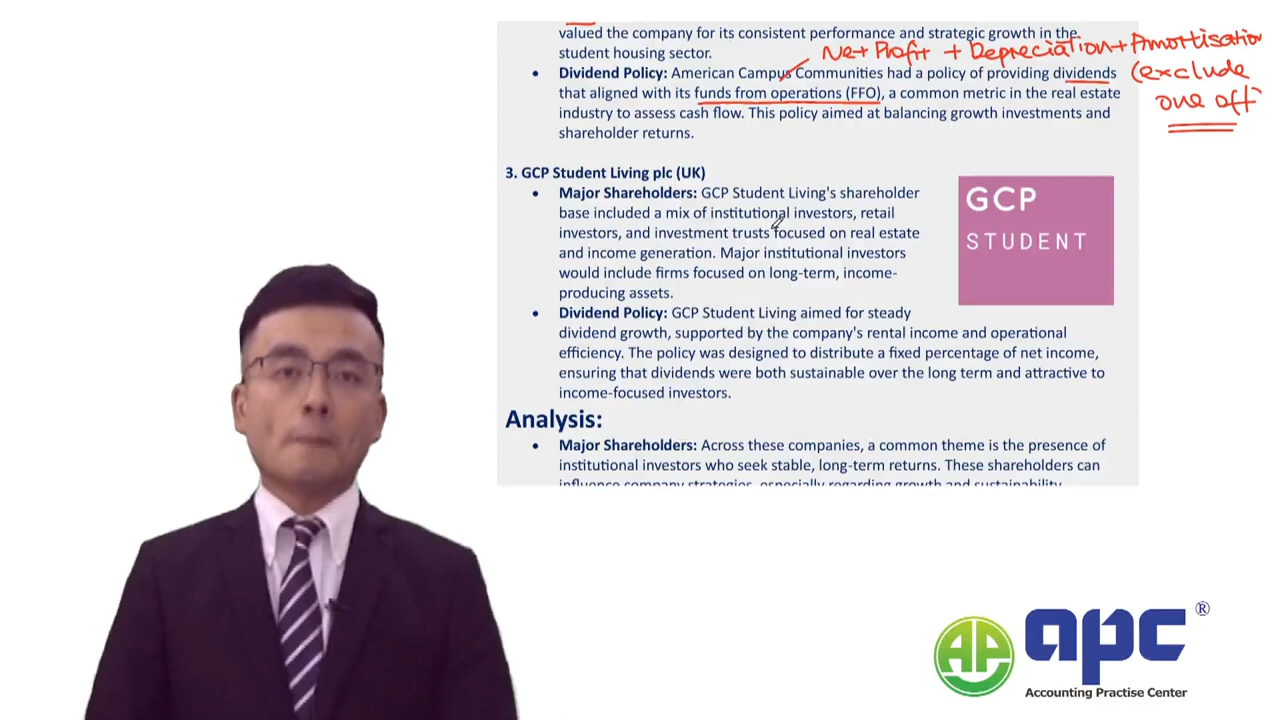 valued the company for its consistent performance and strategic growth in the
student housing sector.
Net Profit + Depreciation + Amortisation
(exclude
one off
• Dividend Policy: American Campus Communities had a policy of providing dividends
that aligned with its funds from operations (FFO), a common metric in the real estate
industry to assess cash flow. This policy aimed at balancing growth investments and
shareholder returns.
3. GCP Student Living plc (UK)
• Major Shareholders: GCP Student Living's shareholder
base included a mix of institutional investors, retail
investors, and investment trusts focused on real estate
and income generation. Major institutional investors
would include firms focused on long-term, income-
producing assets.
GCP
STUDENT
• Dividend Policy: GCP Student Living aimed for steady
dividend growth, supported by the company's rental income and operational
efficiency. The policy was designed to distribute a fixed percentage of net income,
ensuring that dividends were both sustainable over the long term and attractive to
income-focused investors.
Analysis:
• Major Shareholders: Across these companies, a common theme is the presence of
institutional investors who seek stable, long-term returns. These shareholders can
influence company strategies, especially regarding growth and sustainability.
AP apc ®
Accounting Practise Center